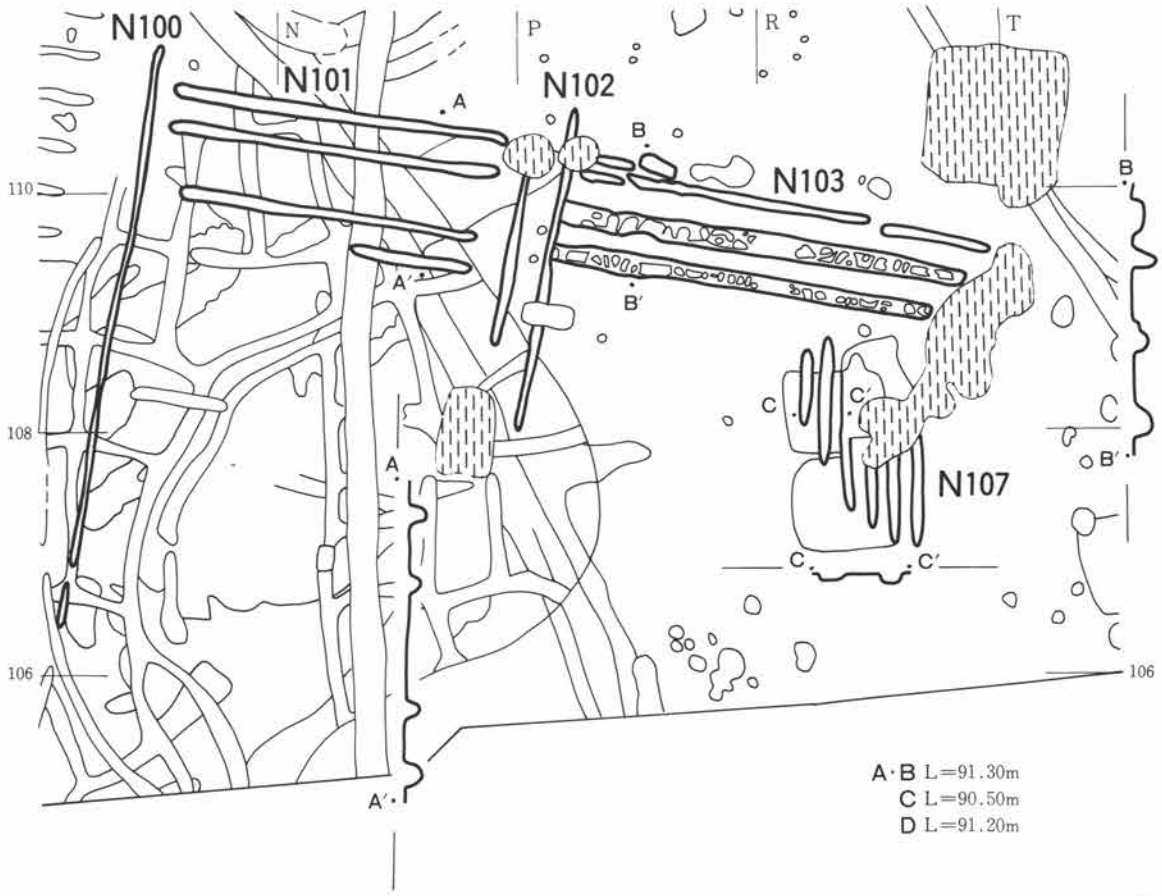 N100
N
P
R
T
N101
N102
A
B
N103
B
110
A′
B′
C
C′
108
A
B′
N107
C
C′
106
106
A·B L=91.30m
C L=90.50m
D L=91.20m
A′